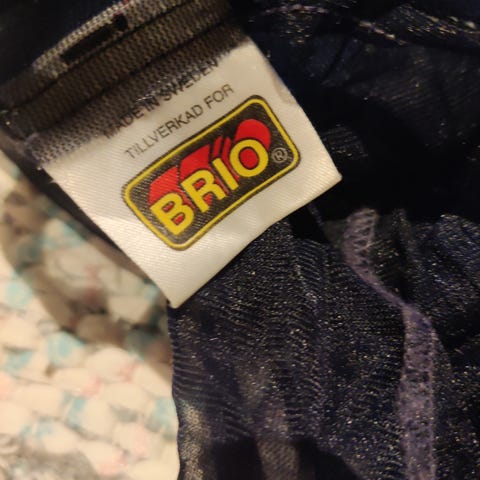 MADE IN SWEDEN
TILLVERKAD FOR
BRIO®